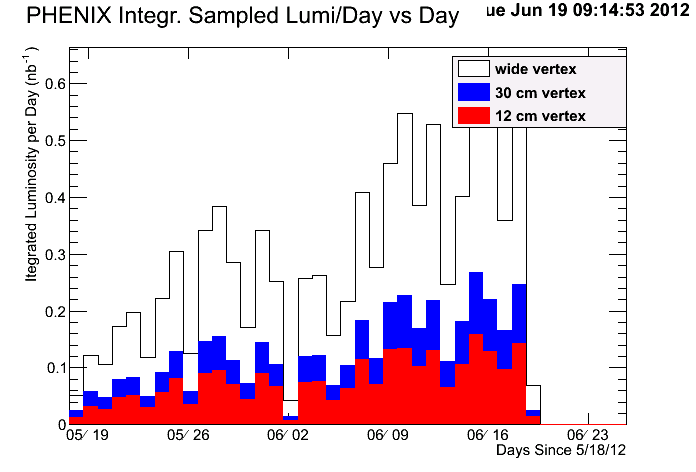 PHENIX Integr. Sampled Lumi/Day vs Day
ue Jun 19 09:14:53 2012
Itegrated Luminosity per Day (nb⁻¹)
wide vertex
30 cm vertex
12 cm vertex
0.6
0.5
0.4
0.3
0.2
0.1
0
05/19 05/26 06/02 06/09 06/16 06/23
Days Since 5/18/12